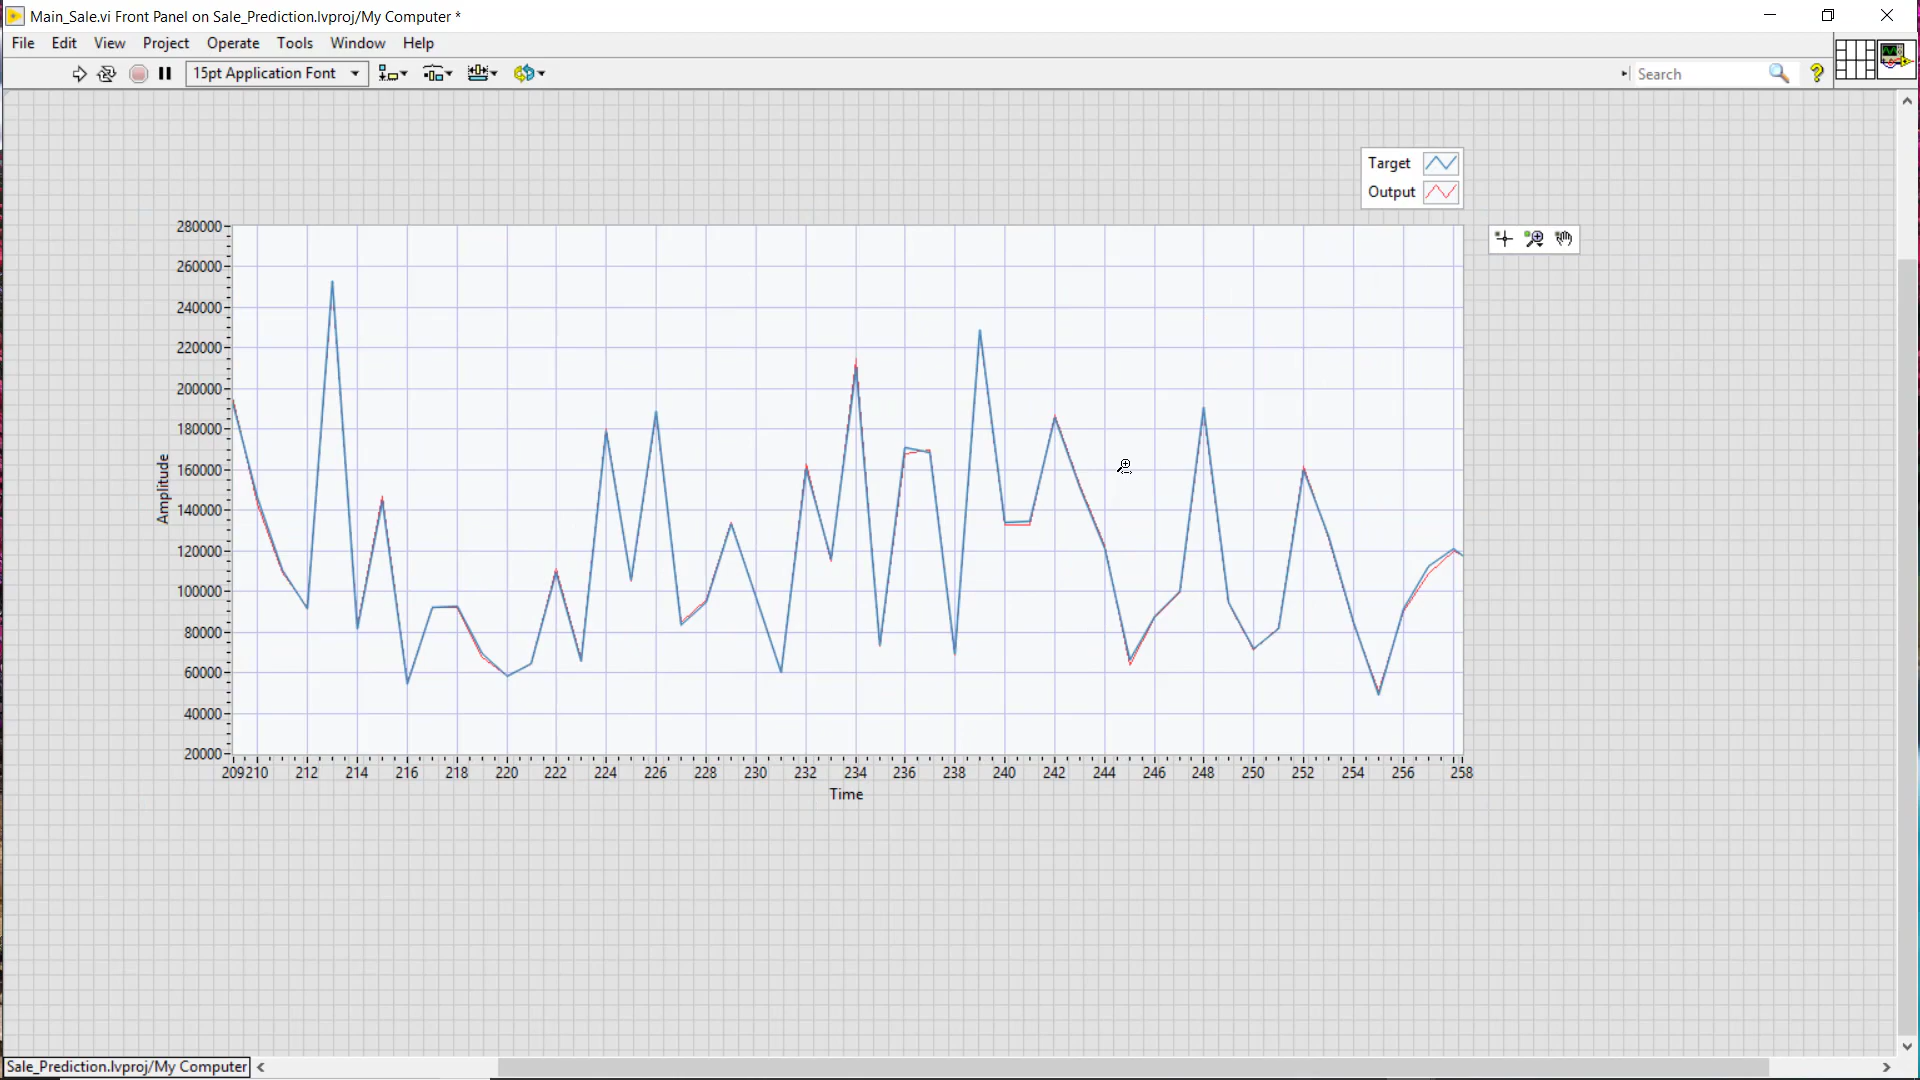 Main_Sale.vi Front Panel on Sale_Prediction.lvproj/My Computer *
File Edit View Project Operate Tools Window Help
15pt Application Font
Search
?
Target
Output
280000
260000
240000
220000
200000
180000
160000
140000
120000
100000
80000
60000
40000
20000
Amplitude
209 210 212 214 216 218 220 222 224 226 228 230 232 234 236 238 240 242 244 246 248 250 252 254 256 258
Time
Sale_Prediction.lvproj/My Computer